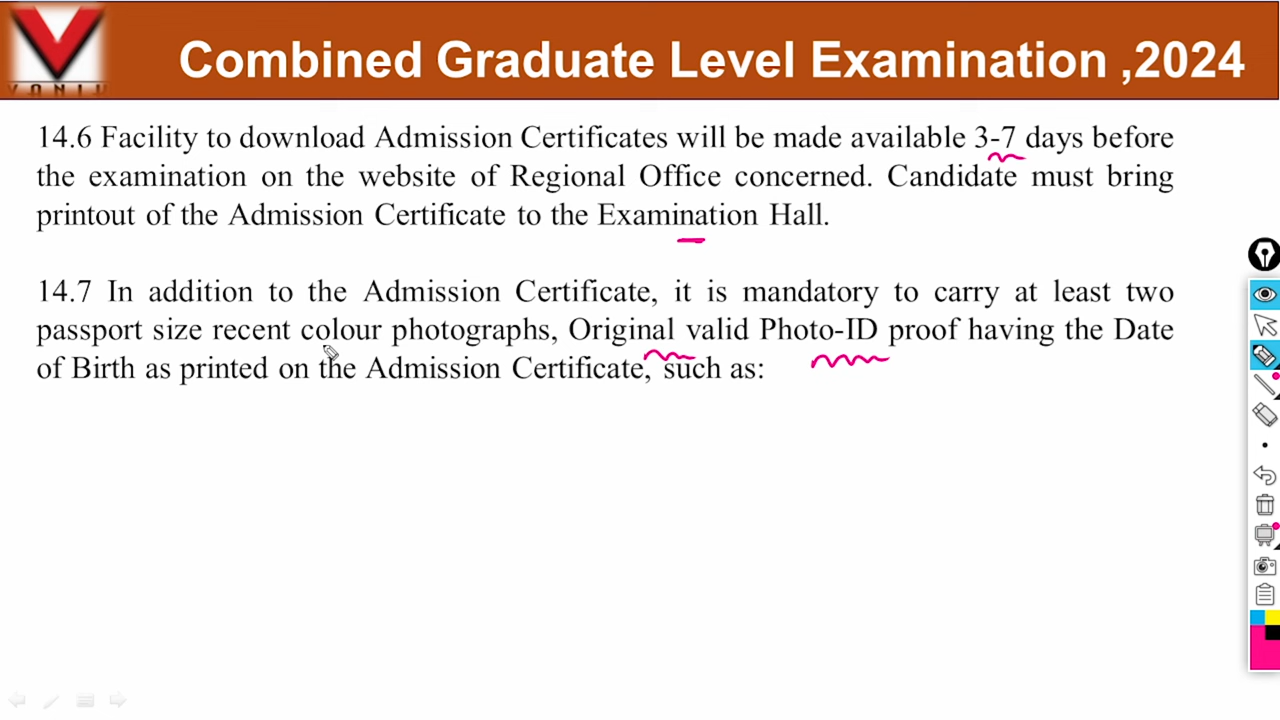 VANIJ
Combined Graduate Level Examination ,2024
14.6 Facility to download Admission Certificates will be made available 3-7 days before
the examination on the website of Regional Office concerned. Candidate must bring
printout of the Admission Certificate to the Examination Hall.
14.7 In addition to the Admission Certificate, it is mandatory to carry at least two
passport size recent colour photographs, Original valid Photo-ID proof having the Date
of Birth as printed on the Admission Certificate, such as: